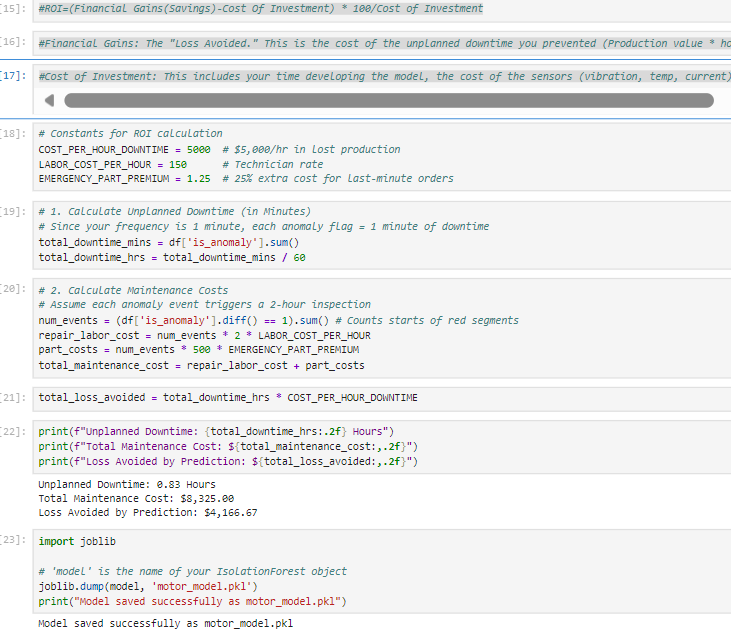 [15]: #ROI=(Financial Gains(Savings)-Cost Of Investment) * 100/Cost of Investment
[16]: #Financial Gains: The "Loss Avoided." This is the cost of the unplanned downtime you prevented (Production value * ho
[17]: #Cost of Investment: This includes your time developing the model, the cost of the sensors (vibration, temp, current)
[18]: # Constants for ROI calculation
COST_PER_HOUR_DOWNTIME = 5000  # $5,000/hr in lost production
LABOR_COST_PER_HOUR = 150      # Technician rate
EMERGENCY_PART_PREMIUM = 1.25  # 25% extra cost for last-minute orders
[19]: # 1. Calculate Unplanned Downtime (in Minutes)
# Since your frequency is 1 minute, each anomaly flag = 1 minute of downtime
total_downtime_mins = df['is_anomaly'].sum()
total_downtime_hrs = total_downtime_mins / 60
[20]: # 2. Calculate Maintenance Costs
# Assume each anomaly event triggers a 2-hour inspection
num_events = (df['is_anomaly'].diff() == 1).sum() # Counts starts of red segments
repair_labor_cost = num_events * 2 * LABOR_COST_PER_HOUR
part_costs = num_events * 500 * EMERGENCY_PART_PREMIUM
total_maintenance_cost = repair_labor_cost + part_costs
[21]: total_loss_avoided = total_downtime_hrs * COST_PER_HOUR_DOWNTIME
[22]: print(f"Unplanned Downtime: {total_downtime_hrs:.2f} Hours")
print(f"Total Maintenance Cost: ${total_maintenance_cost:,.2f}")
print(f"Loss Avoided by Prediction: ${total_loss_avoided:,.2f}")
Unplanned Downtime: 0.83 Hours
Total Maintenance Cost: $8,325.00
Loss Avoided by Prediction: $4,166.67
[23]: import joblib
# 'model' is the name of your IsolationForest object
joblib.dump(model, 'motor_model.pkl')
print("Model saved successfully as motor_model.pkl")
Model saved successfully as motor_model.pkl